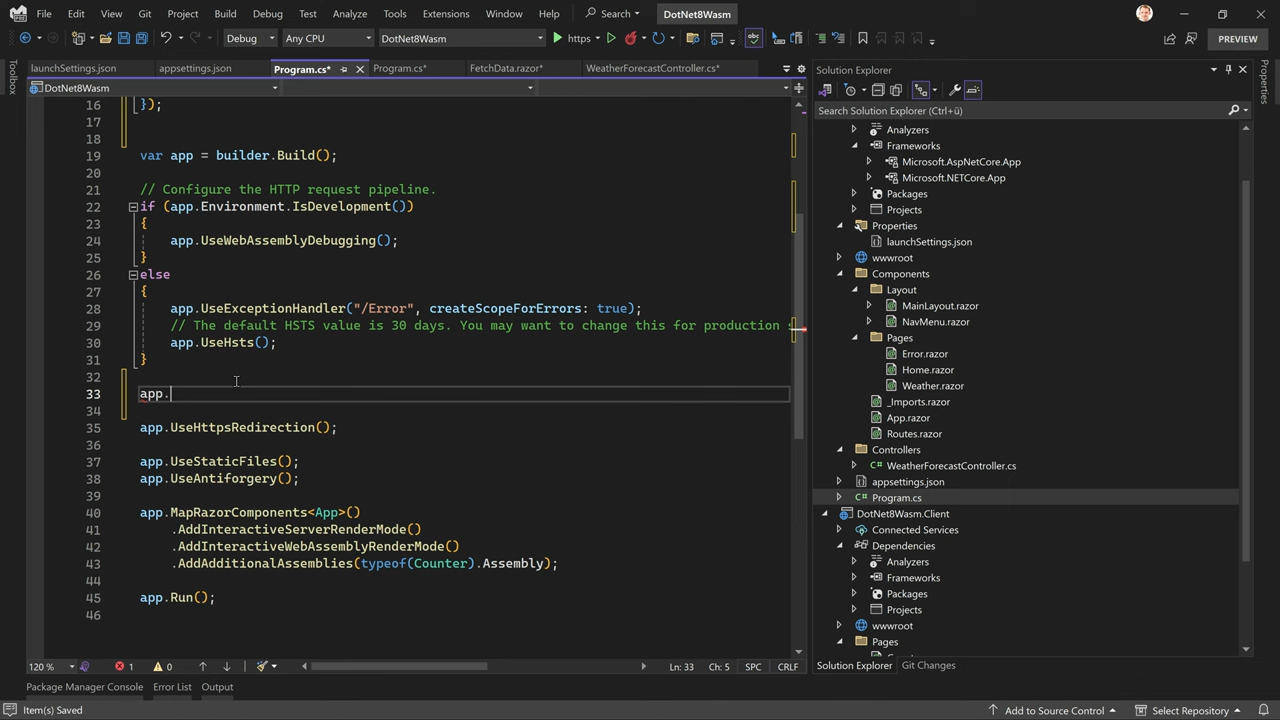 File Edit View Git Project Build Debug Test Analyze Tools Extensions Window Help Search DotNet8Wasm
Debug Any CPU DotNet8Wasm https PREVIEW
Toolbox
launchSettings.json appsettings.json Program.cs* Program.cs* FetchData.razor* WeatherForecastController.cs*
DotNet8Wasm
16 });
17
18
19 var app = builder.Build();
20
21 // Configure the HTTP request pipeline.
22 if (app.Environment.IsDevelopment())
23 {
24 app.UseWebAssemblyDebugging();
25 }
26 else
27 {
28 app.UseExceptionHandler("/Error", createScopeForErrors: true);
29 // The default HSTS value is 30 days. You may want to change this for production
30 app.UseHsts();
31 }
32
33 app.
34
35 app.UseHttpsRedirection();
36
37 app.UseStaticFiles();
38 app.UseAntiforgery();
39
40 app.MapRazorComponents<App>()
41 .AddInteractiveServerRenderMode()
42 .AddInteractiveWebAssemblyRenderMode()
43 .AddAdditionalAssemblies(typeof(Counter).Assembly);
44
45 app.Run();
46
120 % 1 0 Ln: 33 Ch: 5 SPC CRLF
Solution Explorer
Search Solution Explorer (Ctrl+ü)
Analyzers
Frameworks
Microsoft.AspNetCore.App
Microsoft.NETCore.App
Packages
Projects
Properties
launchSettings.json
wwwroot
Components
Layout
MainLayout.razor
NavMenu.razor
Pages
Error.razor
Home.razor
Weather.razor
_Imports.razor
App.razor
Routes.razor
Controllers
WeatherForecastController.cs
appsettings.json
Program.cs
DotNet8Wasm.Client
Connected Services
Dependencies
Analyzers
Frameworks
Packages
Projects
wwwroot
Pages
Solution Explorer Git Changes
Properties
Package Manager Console Error List Output
Item(s) Saved Add to Source Control Select Repository